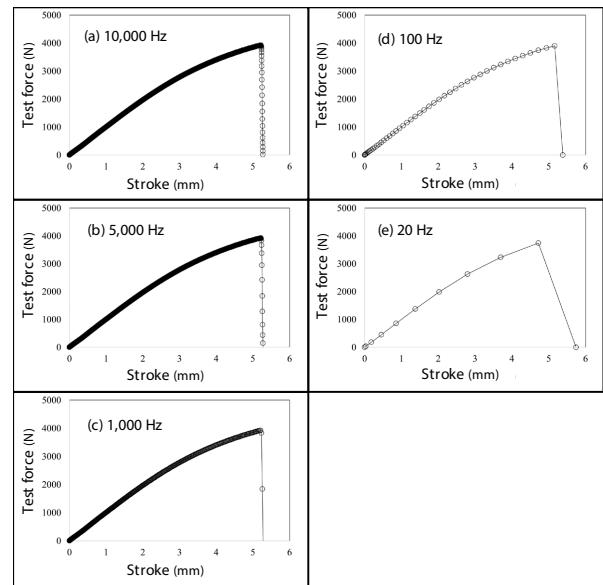 (a) 10,000 Hz
5000
4000
3000
2000
1000
0
Test force (N)
0 1 2 3 4 5 6
Stroke (mm)
(d) 100 Hz
5000
4000
3000
2000
1000
0
Test force (N)
0 1 2 3 4 5 6
Stroke (mm)
(b) 5,000 Hz
5000
4000
3000
2000
1000
0
Test force (N)
0 1 2 3 4 5 6
Stroke (mm)
(e) 20 Hz
5000
4000
3000
2000
1000
0
Test force (N)
0 1 2 3 4 5 6
Stroke (mm)
(c) 1,000 Hz
5000
4000
3000
2000
1000
0
Test force (N)
0 1 2 3 4 5 6
Stroke (mm)